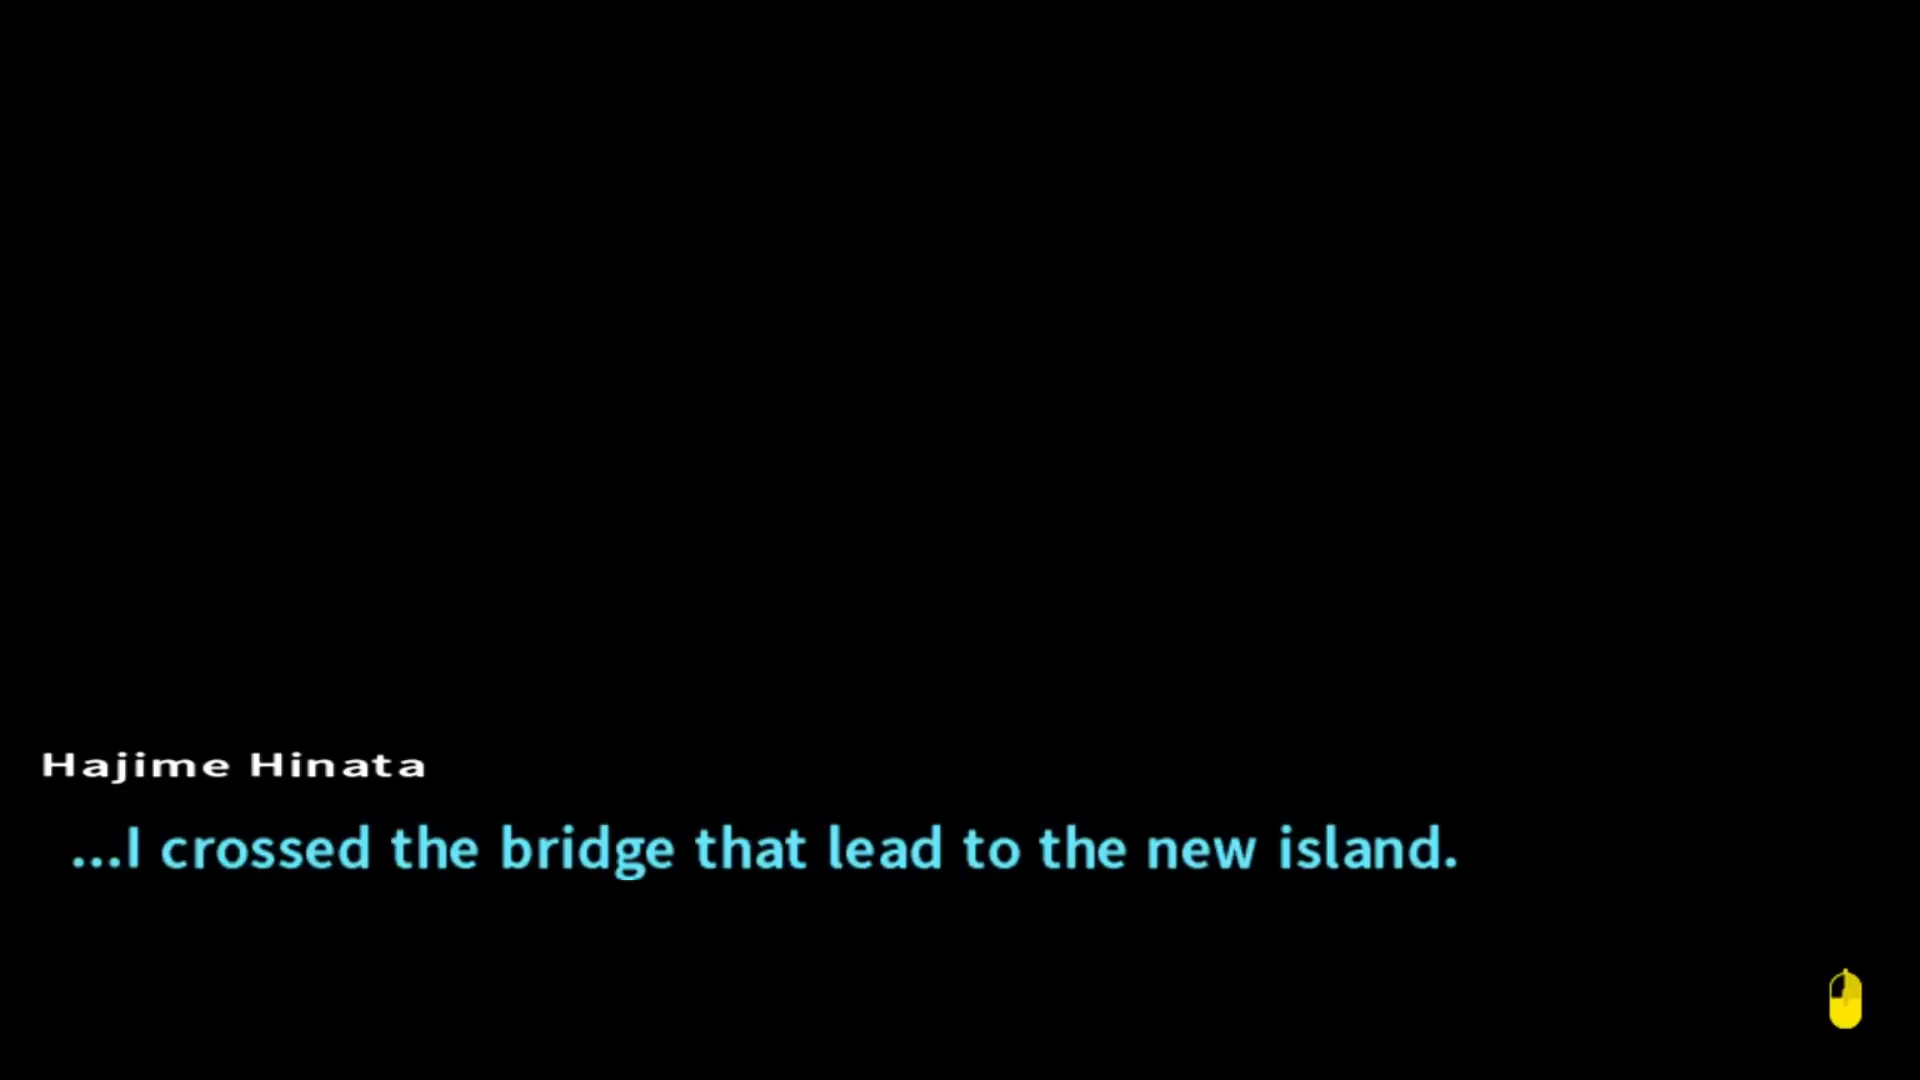 Hajime Hinata
...I crossed the bridge that lead to the new island.